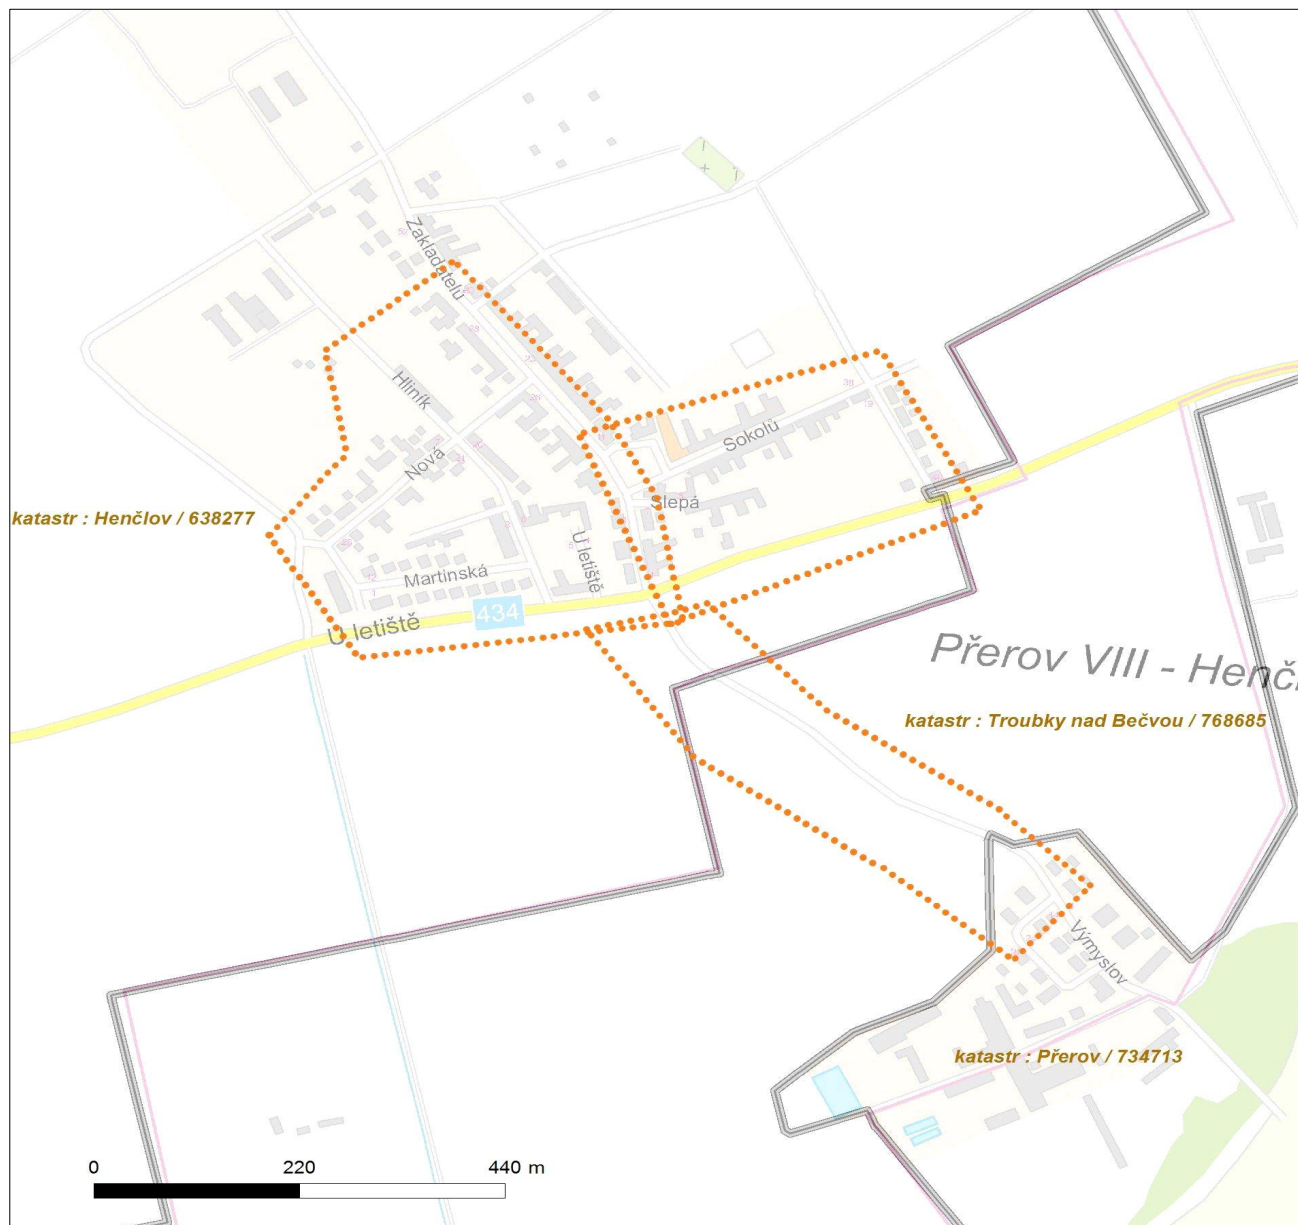 Zakladatelů
Hliník
Nová
Sokolů
Slepá
katastr : Henčlov / 638277
U letiště
Martinská
434
U letiště
Přerov VIII - Henčl
katastr : Troubky nad Bečvou / 768685
Výmyslov
katastr : Přerov / 734713
0 220 440 m